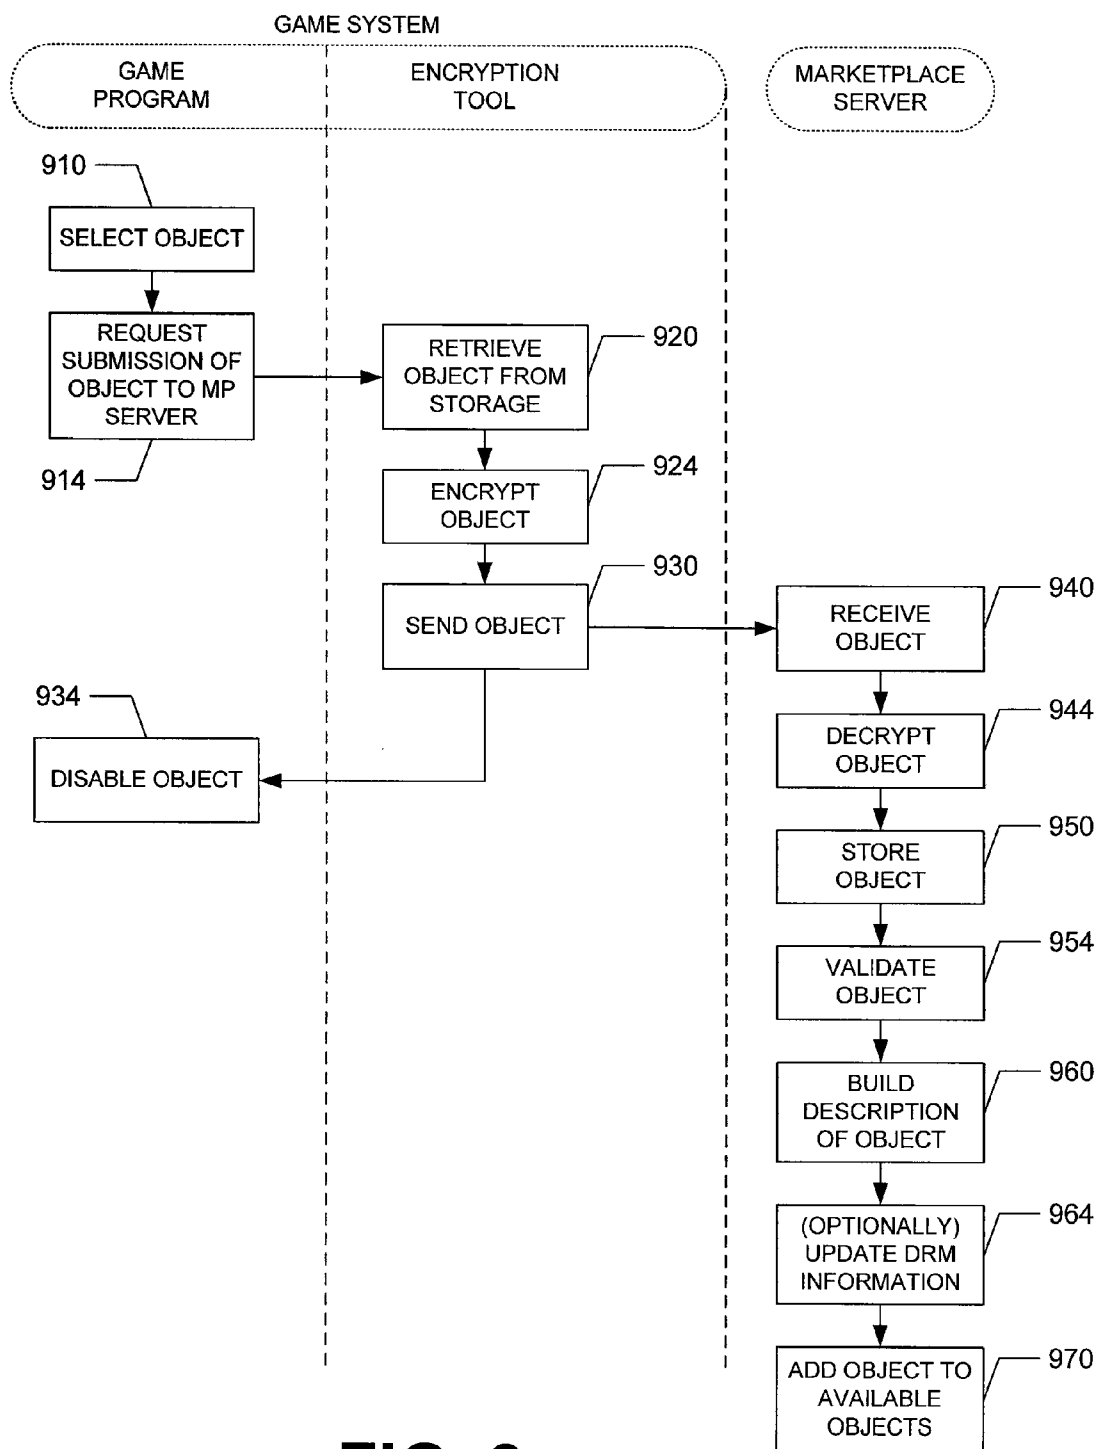 GAME SYSTEM
GAME
PROGRAM
ENCRYPTION
TOOL
MARKETPLACE
SERVER
910
SELECT OBJECT
REQUEST
SUBMISSION OF
OBJECT TO MP
SERVER
914
920
RETRIEVE
OBJECT FROM
STORAGE
924
ENCRYPT
OBJECT
930
SEND OBJECT
934
DISABLE OBJECT
940
RECEIVE
OBJECT
944
DECRYPT
OBJECT
950
STORE
OBJECT
954
VALIDATE
OBJECT
960
BUILD
DESCRIPTION
OF OBJECT
964
(OPTIONALLY)
UPDATE DRM
INFORMATION
970
ADD OBJECT TO
AVAILABLE
OBJECTS